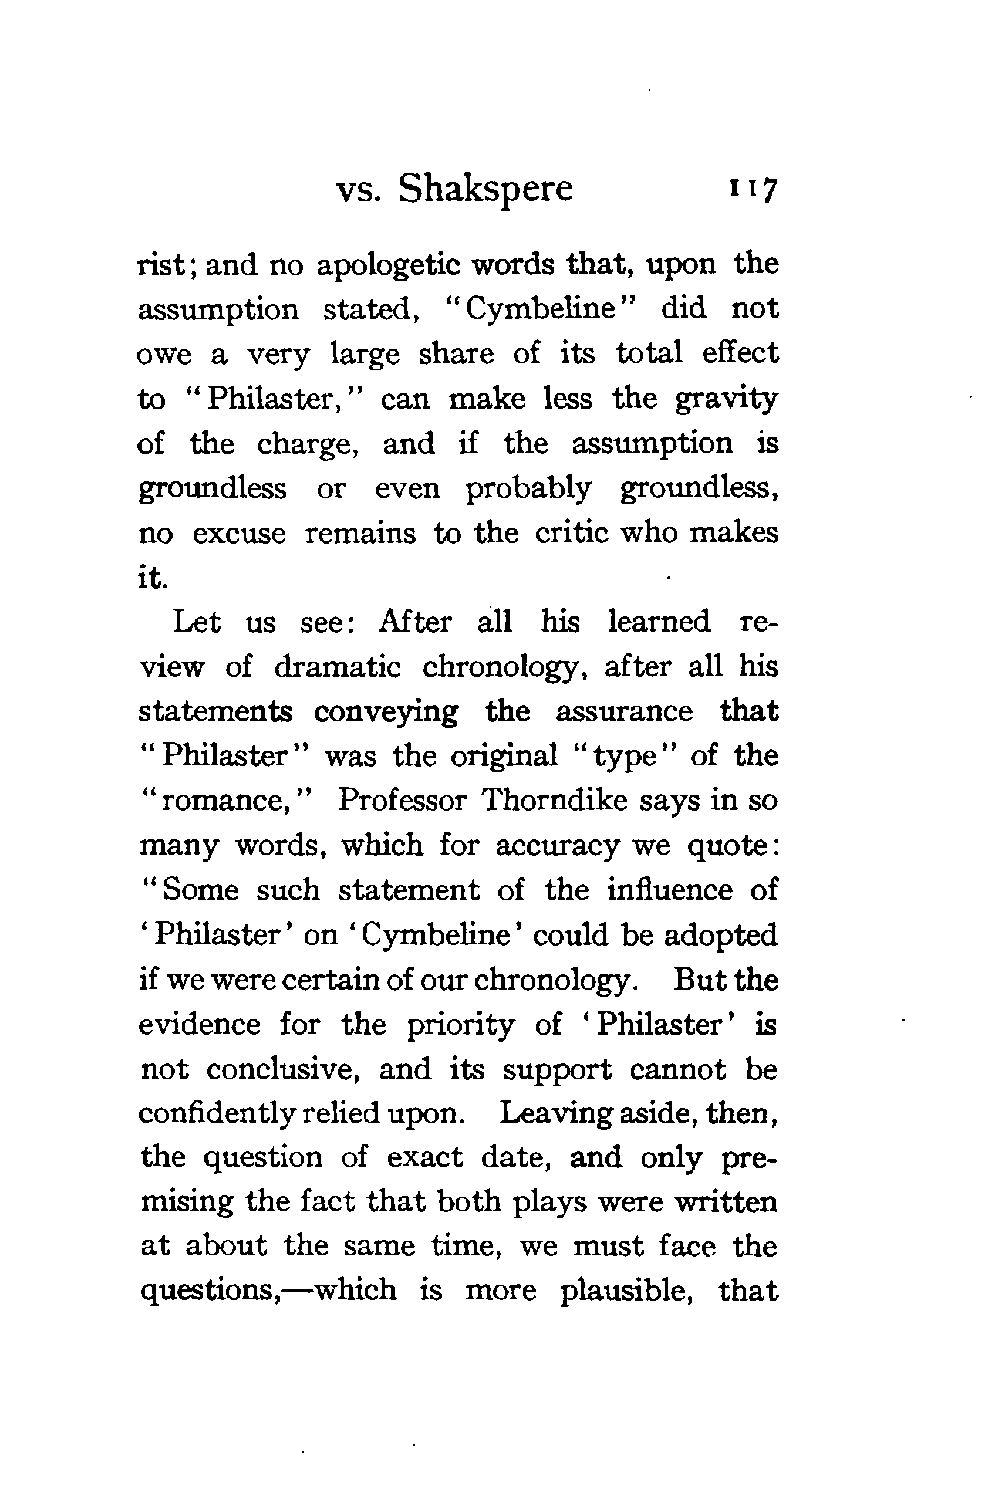 vs. Shakspere 117
rist; and no apologetic words that, upon the
assumption stated, "Cymbeline" did not
owe a very large share of its total effect
to "Philaster," can make less the gravity
of the charge, and if the assumption is
groundless or even probably groundless,
no excuse remains to the critic who makes
it.
Let us see: After all his learned re-
view of dramatic chronology, after all his
statements conveying the assurance that
"Philaster" was the original "type" of the
"romance," Professor Thorndike says in so
many words, which for accuracy we quote:
"Some such statement of the influence of
'Philaster' on 'Cymbeline' could be adopted
if we were certain of our chronology. But the
evidence for the priority of 'Philaster' is
not conclusive, and its support cannot be
confidently relied upon. Leaving aside, then,
the question of exact date, and only pre-
mising the fact that both plays were written
at about the same time, we must face the
questions,—which is more plausible, that